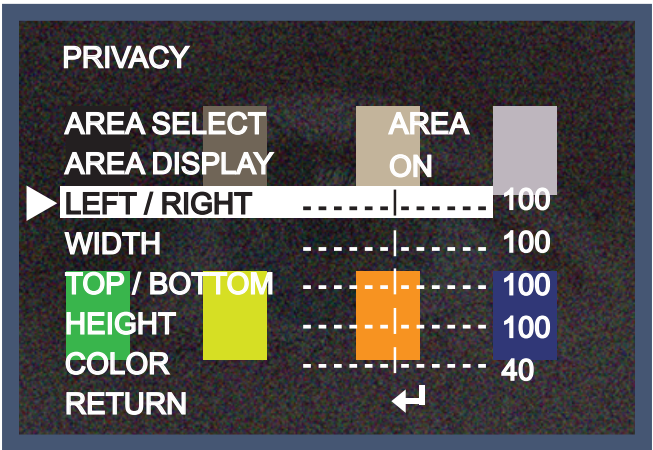 PRIVACY
AREA SELECT AREA
AREA DISPLAY ON
LEFT / RIGHT ------|------ 100
WIDTH ------|------ 100
TOP / BOTTOM ------|------ 100
HEIGHT ------|------ 100
COLOR ------|------ 40
RETURN ↵